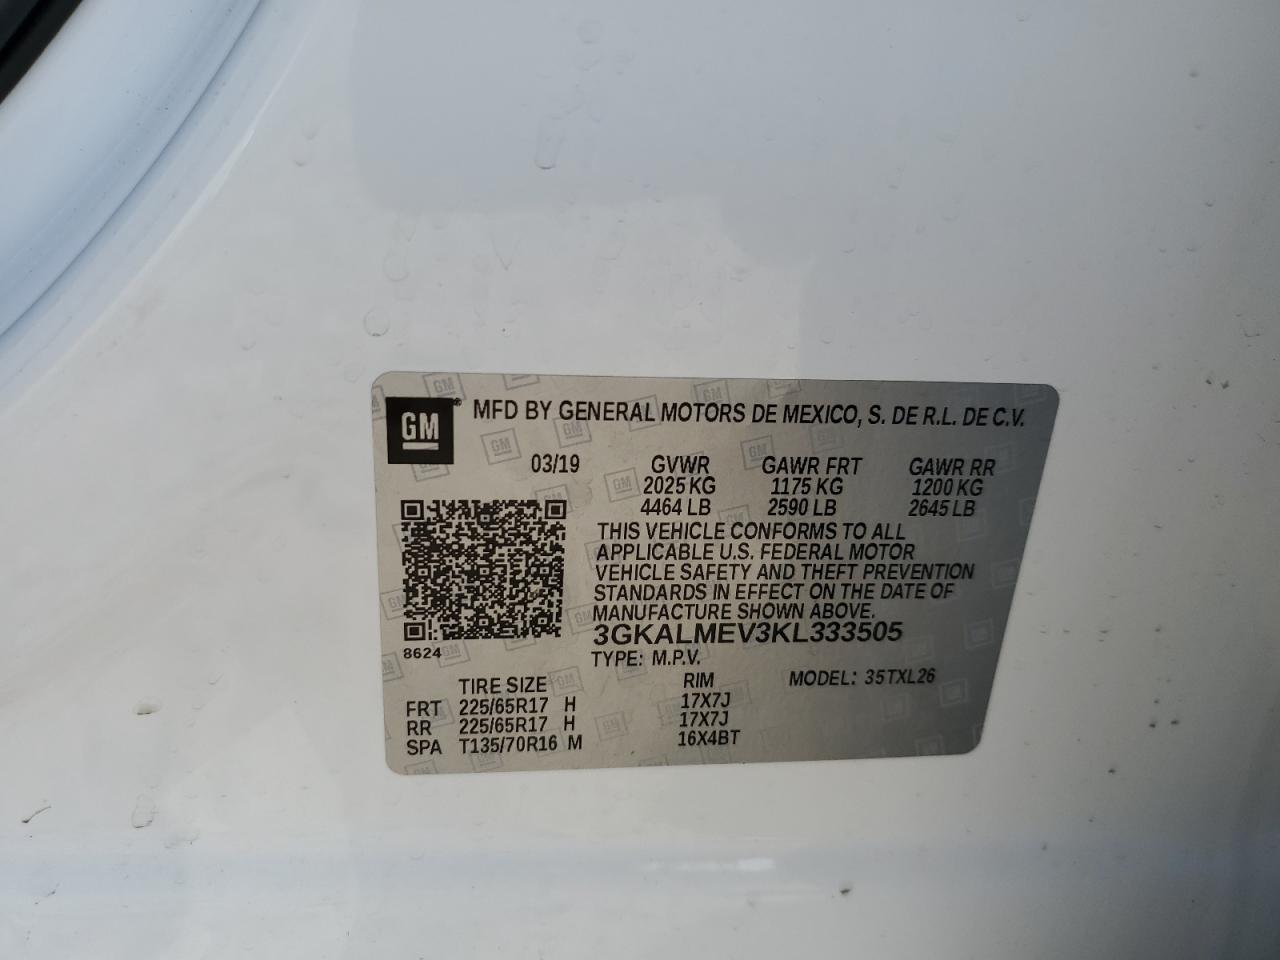 GM® MFD BY GENERAL MOTORS DE MEXICO, S. DE R.L. DE C.V.
03/19 GVWR GAWR FRT GAWR RR
2025 KG 1175 KG 1200 KG
4464 LB 2590 LB 2645 LB
THIS VEHICLE CONFORMS TO ALL
APPLICABLE U.S. FEDERAL MOTOR
VEHICLE SAFETY AND THEFT PREVENTION
STANDARDS IN EFFECT ON THE DATE OF
MANUFACTURE SHOWN ABOVE.
3GKALMEV3KL333505
8624 TYPE: M.P.V.
TIRE SIZE RIM MODEL: 35TXL26
FRT 225/65R17 H 17X7J
RR 225/65R17 H 17X7J
SPA T135/70R16 M 16X4BT